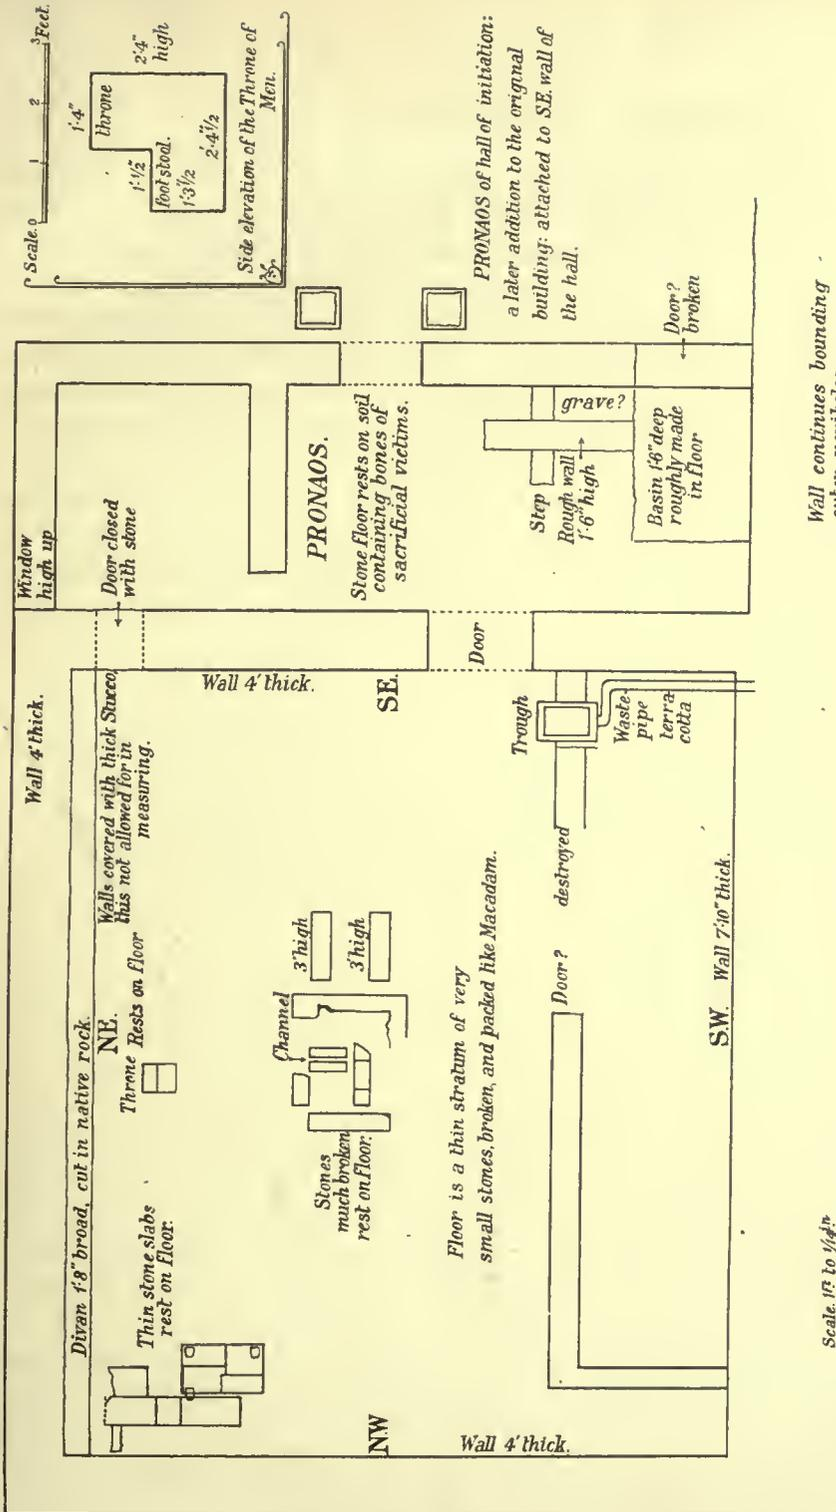 Scale. 0 1 2 3 Feet.
1'·4"
throne
2'·4"
high
1'·1/2"
foot stool.
1'·3 1/2"
2'·4 1/2"
Side elevation of the Throne of
Men.
PRONAOS of hall of initiation:
a later addition to the original
building: attached to S.E. wall of
the hall.
Window
high up
Door closed
with stone
PRONAOS.
Stone floor rests on soil
containing bones of
sacrificial victims.
Step
grave?
Rough wall
1'·6" high
Basin 1'·6" deep
roughly made
in floor
Door?
broken
Wall 4' thick.
Wall 4' thick.
SE.
Door
Walls covered with thick Stucco,
this not allowed for in
measuring.
Trough
Waste-
pipe
terra-
cotta
Divan 1'·8" broad, cut in native rock.
NE.
Throne Rests on floor
Channel
3' high
3' high
Stones
much broken
rest on floor.
Thin stone slabs
rest on floor.
Floor is a thin stratum of very
small stones, broken, and packed like Macadam.
Door? destroyed
S.W. Wall 7'·10" thick.
NW
Wall 4' thick.
Wall continues bounding
Scale. 1ft. to 1/14th in.